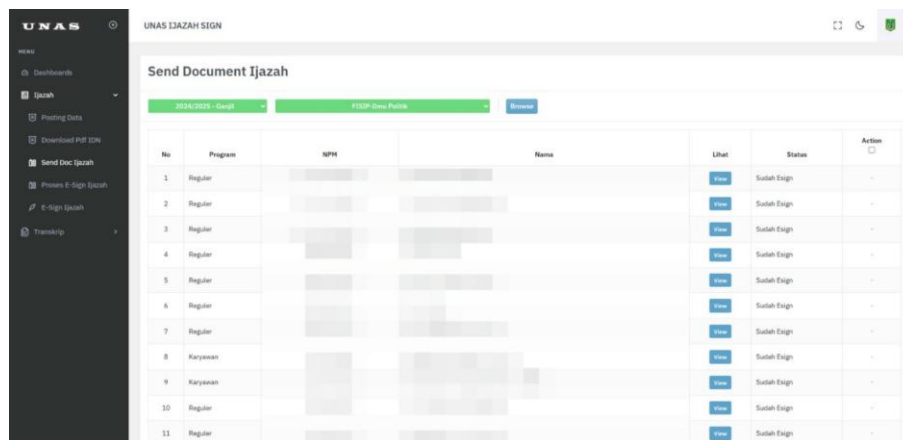 UNAS
UNAS IJAZAH SIGN
MENU
Dashboards
Ijazah
Posting Data
Download Pdf IDN
Send Doc Ijazah
Proses E-Sign Ijazah
E-Sign Ijazah
Transkrip
Send Document Ijazah
2024/2025 - Ganjil
FISIP-Ilmu Politik
Browse
No Program NPM Nama Lihat Status Action
1 Reguler View Sudah Esign -
2 Reguler View Sudah Esign -
3 Reguler View Sudah Esign -
4 Reguler View Sudah Esign -
5 Reguler View Sudah Esign -
6 Reguler View Sudah Esign -
7 Reguler View Sudah Esign -
8 Karyawan View Sudah Esign -
9 Karyawan View Sudah Esign -
10 Reguler View Sudah Esign -
11 Reguler View Sudah Esign -